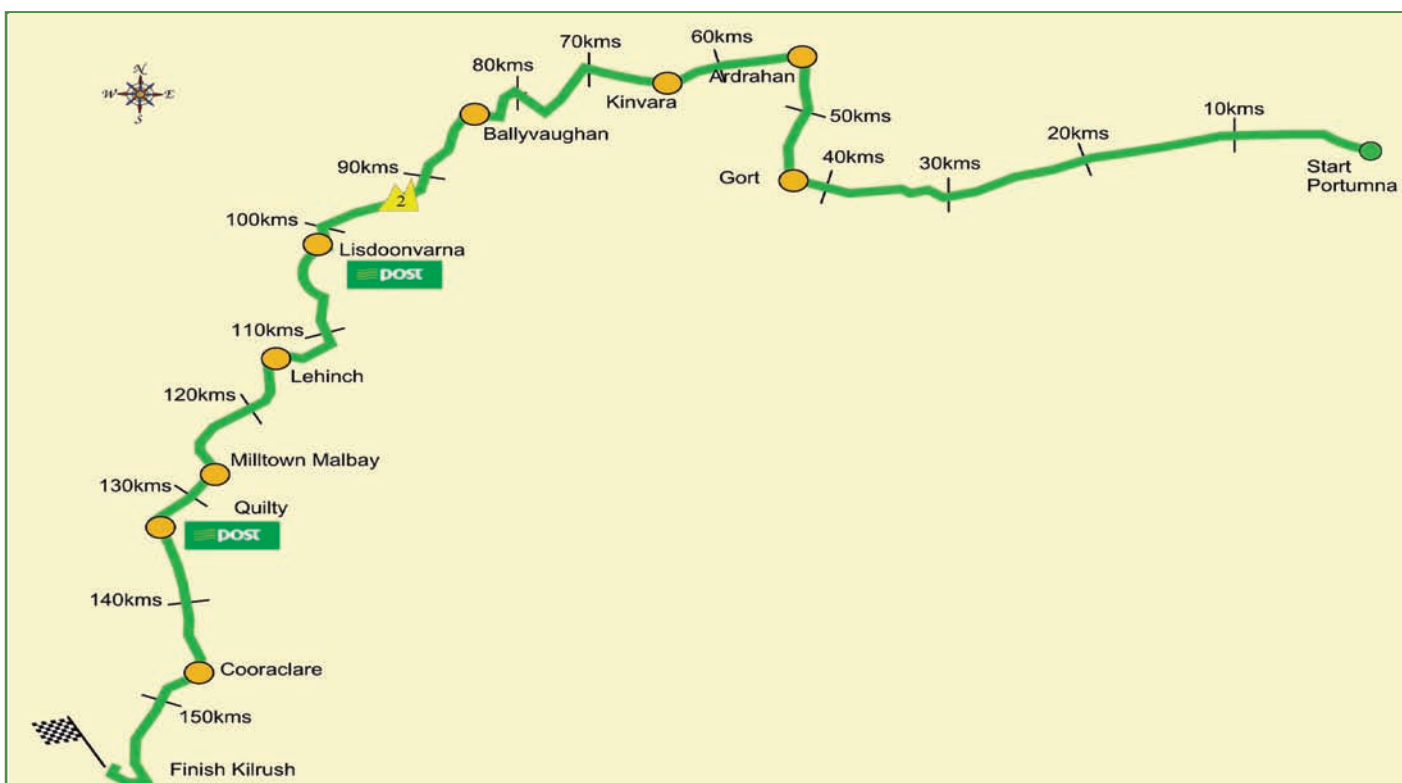 N
W E
S
Start
Portumna
10kms
20kms
30kms
40kms
Gort
50kms
Ardrahan
60kms
Kinvara
70kms
80kms
Ballyvaughan
90kms
2
100kms
Lisdoonvarna
post
110kms
Lehinch
120kms
Milltown Malbay
130kms
Quilty
post
140kms
Cooraclare
150kms
Finish Kilrush